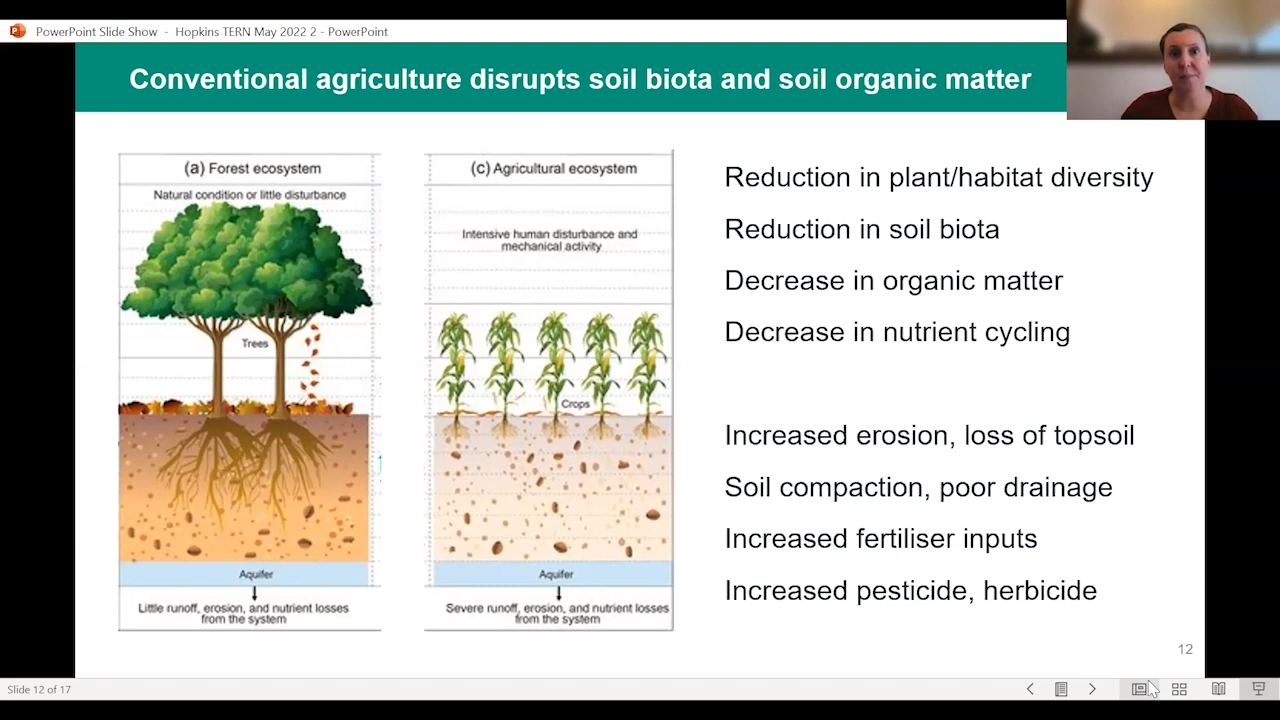 PowerPoint Slide Show - Hopkins TERN May 2022 2 - PowerPoint
Conventional agriculture disrupts soil biota and soil organic matter
(a) Forest ecosystem
Natural condition or little disturbance
Trees
Aquifer
Little runoff, erosion, and nutrient losses
from the system
(c) Agricultural ecosystem
Intensive human disturbance and
mechanical activity
Crops
Aquifer
Severe runoff, erosion, and nutrient losses
from the system
Reduction in plant/habitat diversity
Reduction in soil biota
Decrease in organic matter
Decrease in nutrient cycling
Increased erosion, loss of topsoil
Soil compaction, poor drainage
Increased fertiliser inputs
Increased pesticide, herbicide
12
Slide 12 of 17